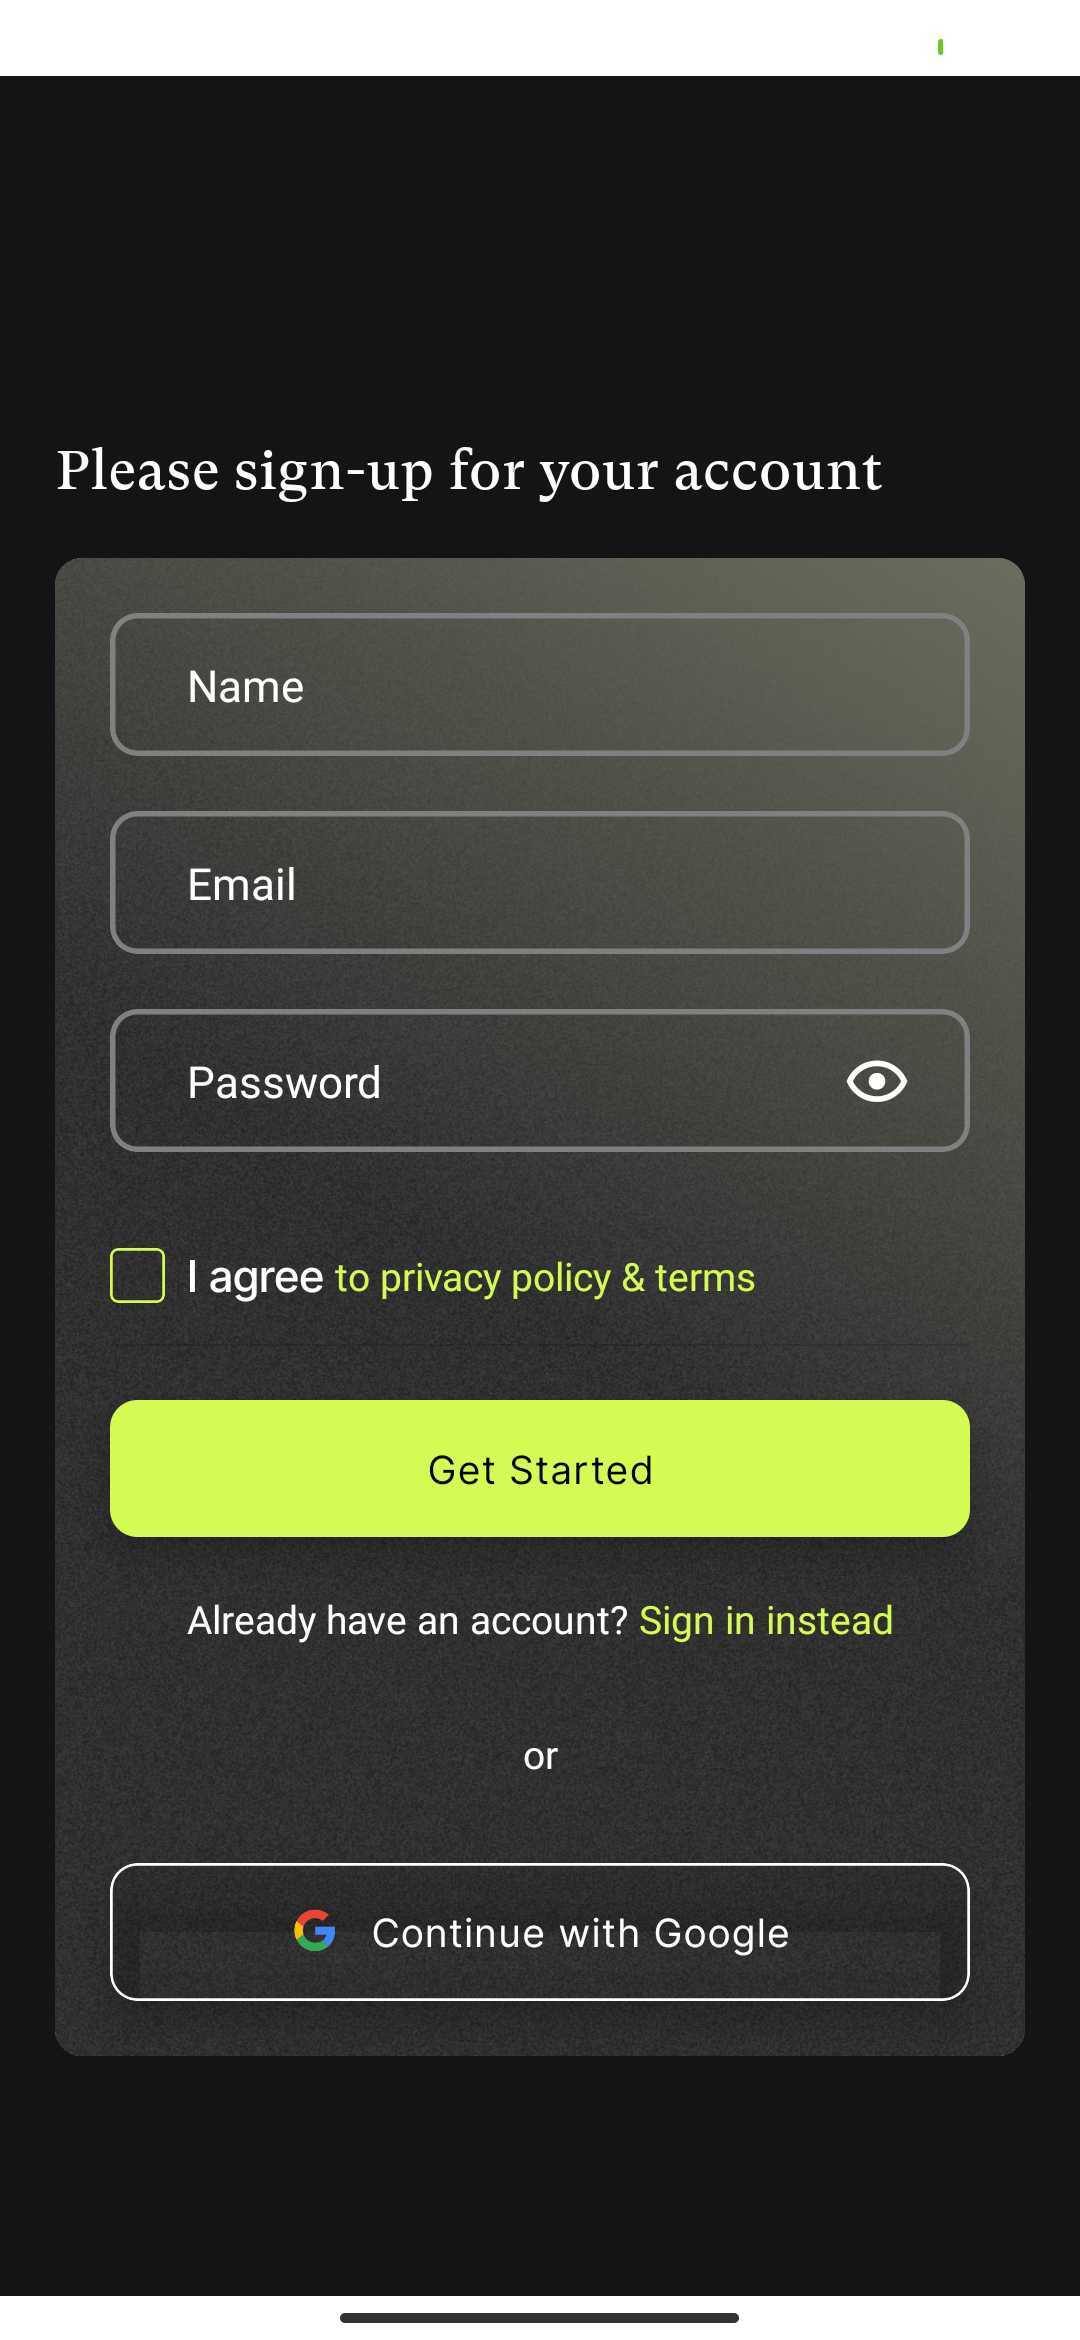 Please sign-up for your account
Name
Email
Password
I agree to privacy policy & terms
Get Started
Already have an account? Sign in instead
or
Continue with Google